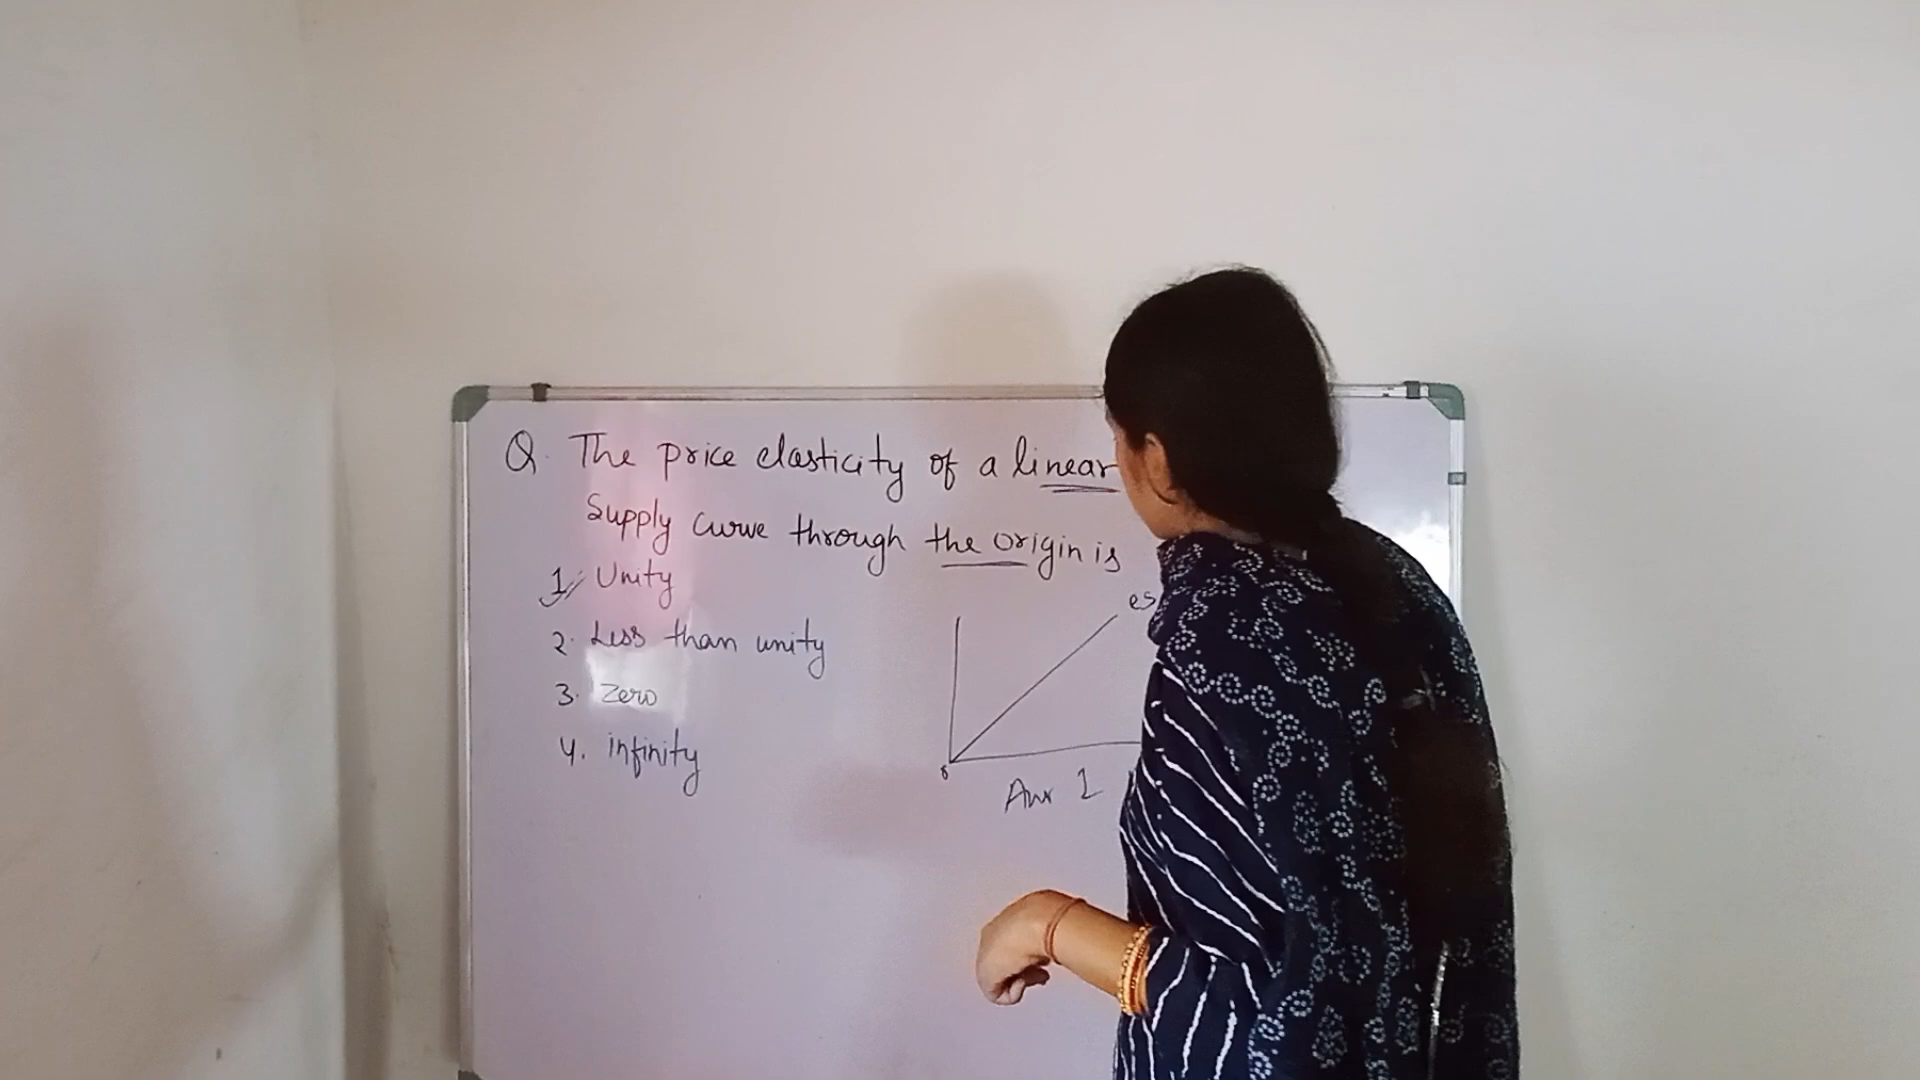 Q. The price elasticity of a linear
Supply curve through the origin is
1. Unity
2. Less than unity
3. Zero
4. infinity
es
0
Ans 1